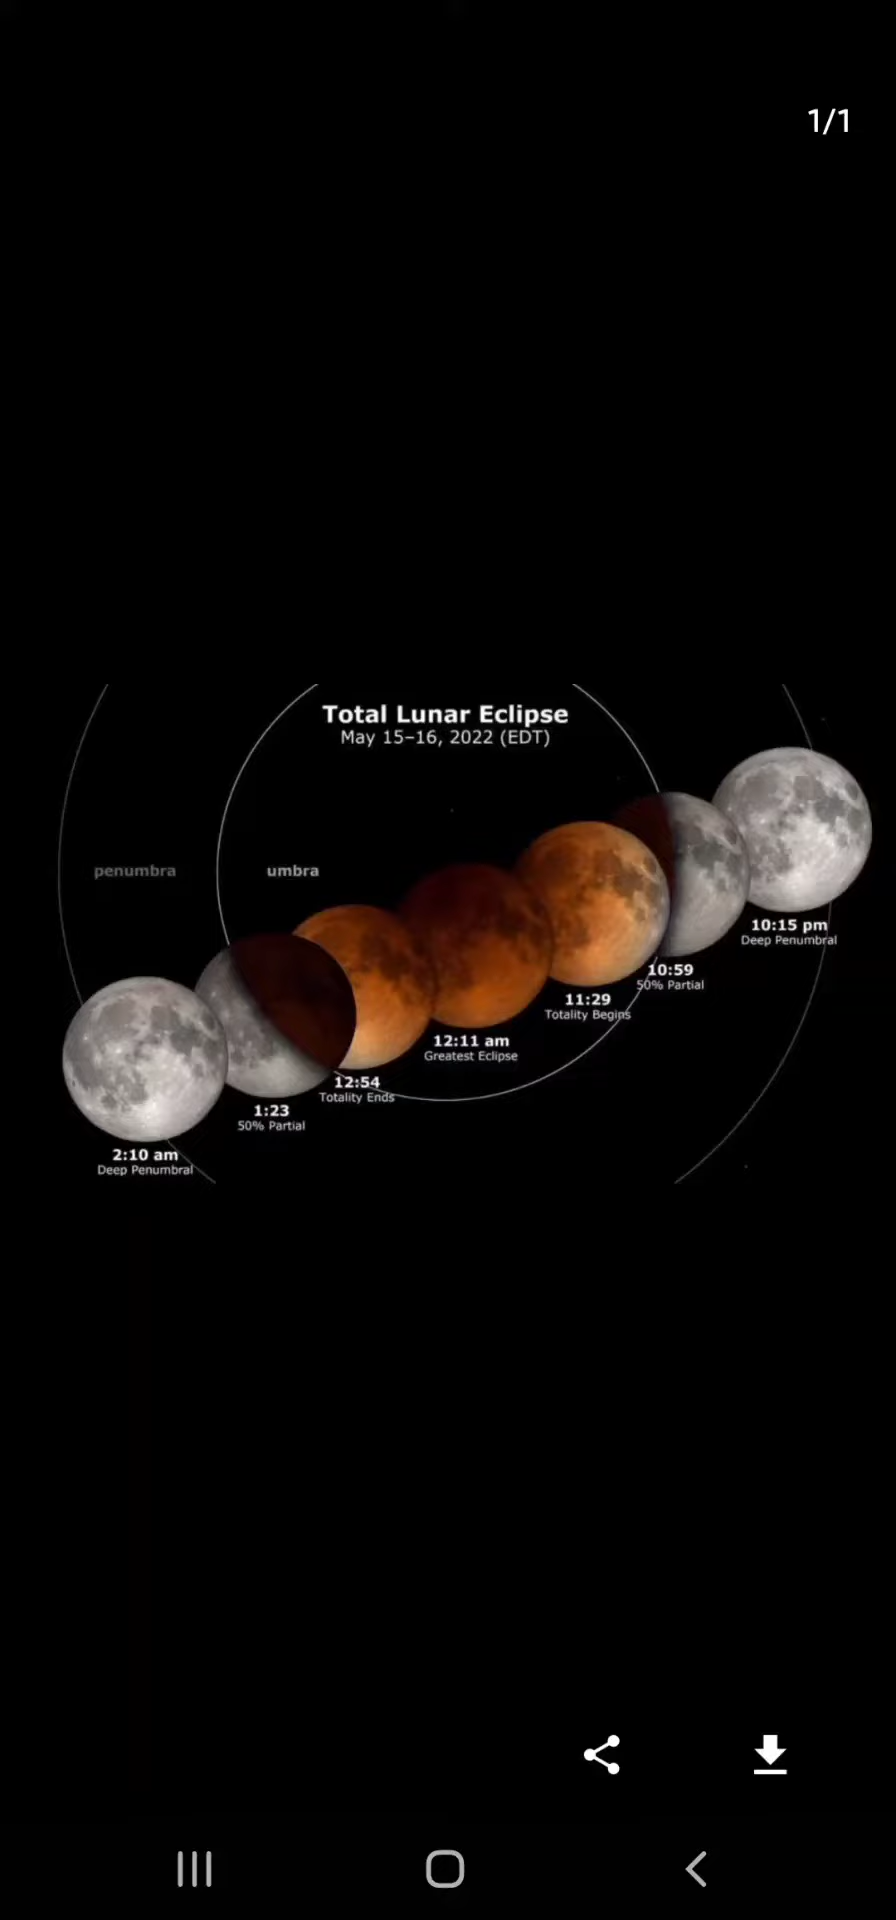 1/1
Total Lunar Eclipse
May 15–16, 2022 (EDT)
penumbra
umbra
10:15 pm
Deep Penumbral
10:59
50% Partial
11:29
Totality Begins
12:11 am
Greatest Eclipse
12:54
Totality Ends
1:23
50% Partial
2:10 am
Deep Penumbral